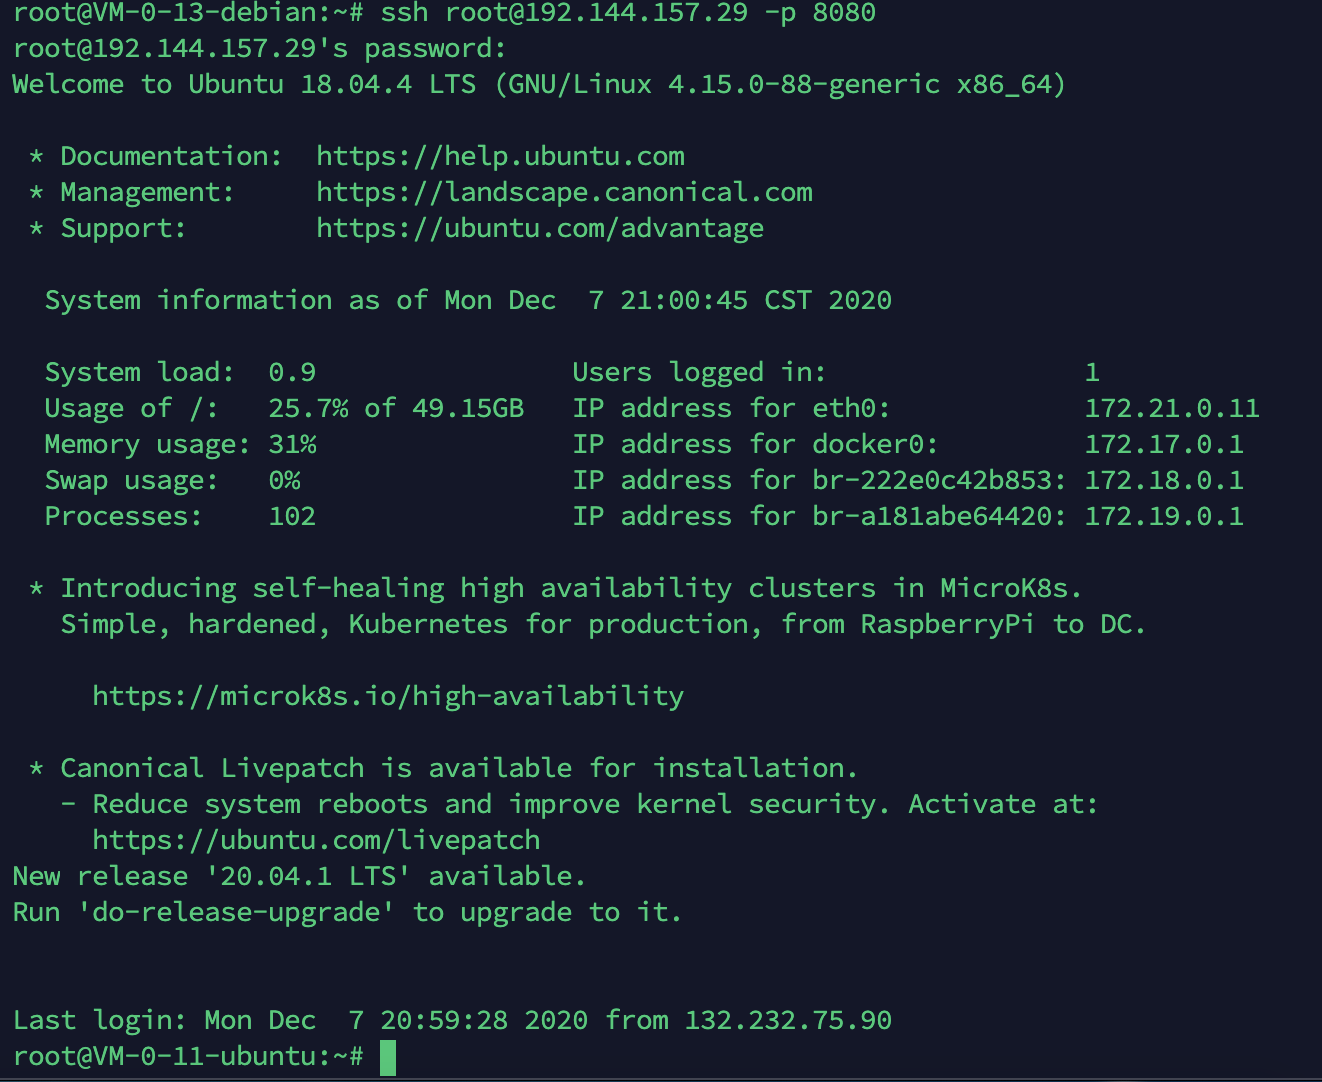 root@VM-0-13-debian:~# ssh root@192.144.157.29 -p 8080
root@192.144.157.29's password:
Welcome to Ubuntu 18.04.4 LTS (GNU/Linux 4.15.0-88-generic x86_64)
* Documentation:  https://help.ubuntu.com
* Management:     https://landscape.canonical.com
* Support:        https://ubuntu.com/advantage
System information as of Mon Dec  7 21:00:45 CST 2020
System load:  0.9                Users logged in:                1
Usage of /:   25.7% of 49.15GB   IP address for eth0:            172.21.0.11
Memory usage: 31%                IP address for docker0:         172.17.0.1
Swap usage:   0%                 IP address for br-222e0c42b853: 172.18.0.1
Processes:    102                IP address for br-a181abe64420: 172.19.0.1
* Introducing self-healing high availability clusters in MicroK8s.
Simple, hardened, Kubernetes for production, from RaspberryPi to DC.
https://microk8s.io/high-availability
* Canonical Livepatch is available for installation.
- Reduce system reboots and improve kernel security. Activate at:
https://ubuntu.com/livepatch
New release '20.04.1 LTS' available.
Run 'do-release-upgrade' to upgrade to it.
Last login: Mon Dec  7 20:59:28 2020 from 132.232.75.90
root@VM-0-11-ubuntu:~#